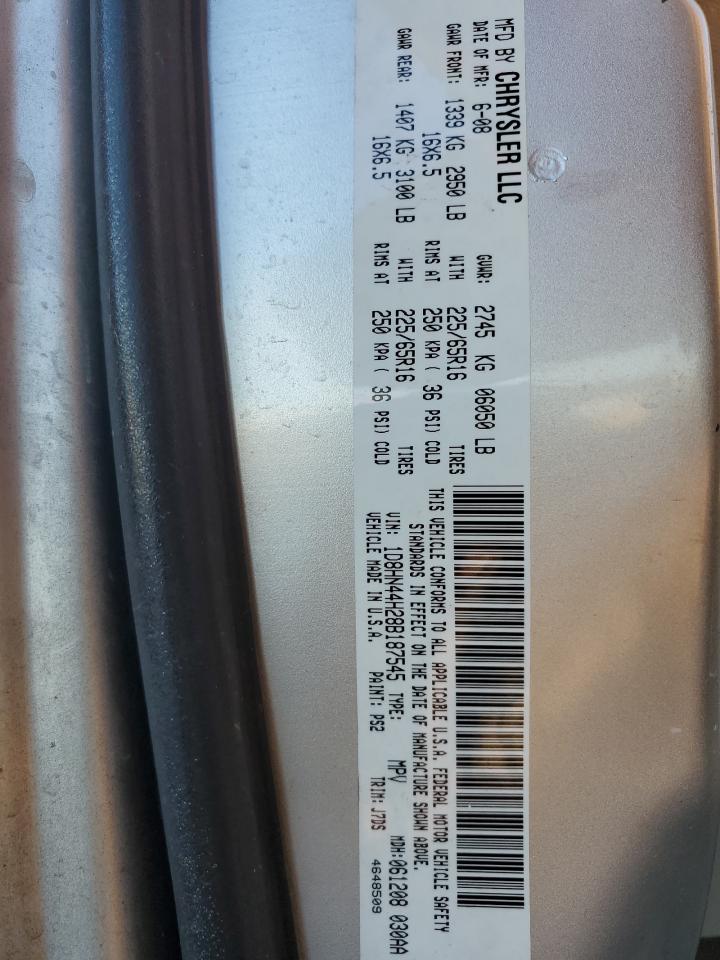 MFD BY CHRYSLER LLC
DATE OF MFR: 6-08 GVWR: 2745 KG 06050 LB
GAWR FRONT: 1339 KG 2950 LB WITH 225/65R16 TIRES
16X6.5 RIMS AT 250 KPA ( 36 PSI) COLD
GAWR REAR: 1407 KG 3100 LB WITH 225/65R16 TIRES
16X6.5 RIMS AT 250 KPA ( 36 PSI) COLD
THIS VEHICLE CONFORMS TO ALL APPLICABLE U.S.A. FEDERAL MOTOR VEHICLE SAFETY
STANDARDS IN EFFECT ON THE DATE OF MANUFACTURE SHOWN ABOVE.
VIN: 1D8HN44H28B187545 TYPE: MPV MDH:061208 030AA
VEHICLE MADE IN U.S.A. PAINT: PS2 TRIM: J7DS 4648509